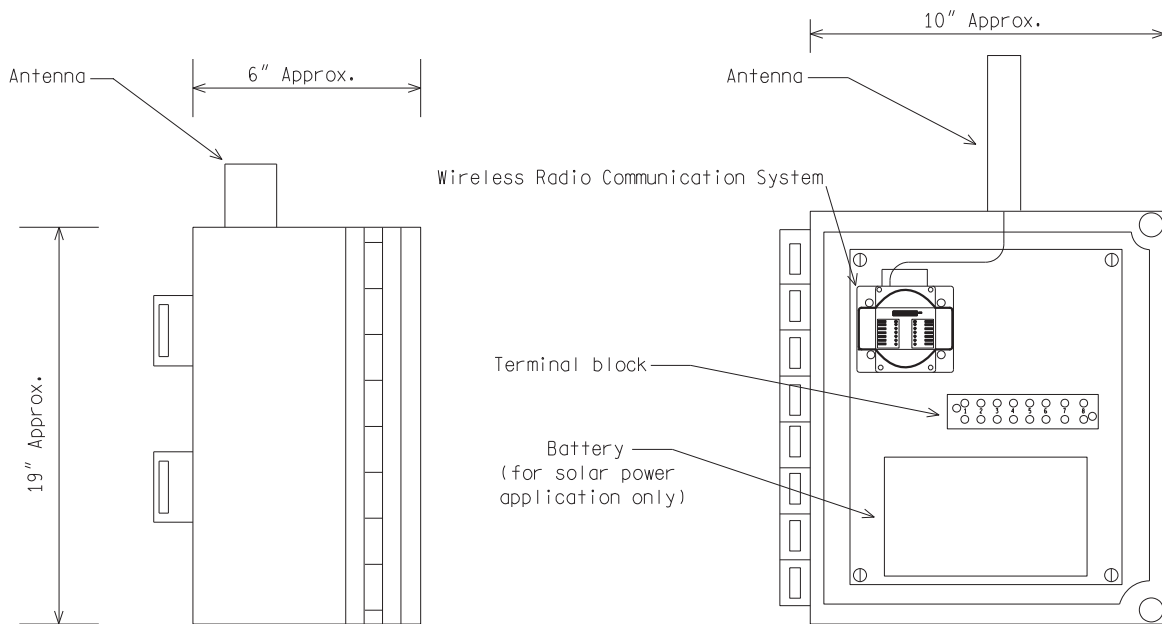 10" Approx.
6" Approx.
Antenna
Antenna
Wireless Radio Communication System
19" Approx.
Terminal block
1 2 3 4 5 6 7 8
Battery
(for solar power
application only)